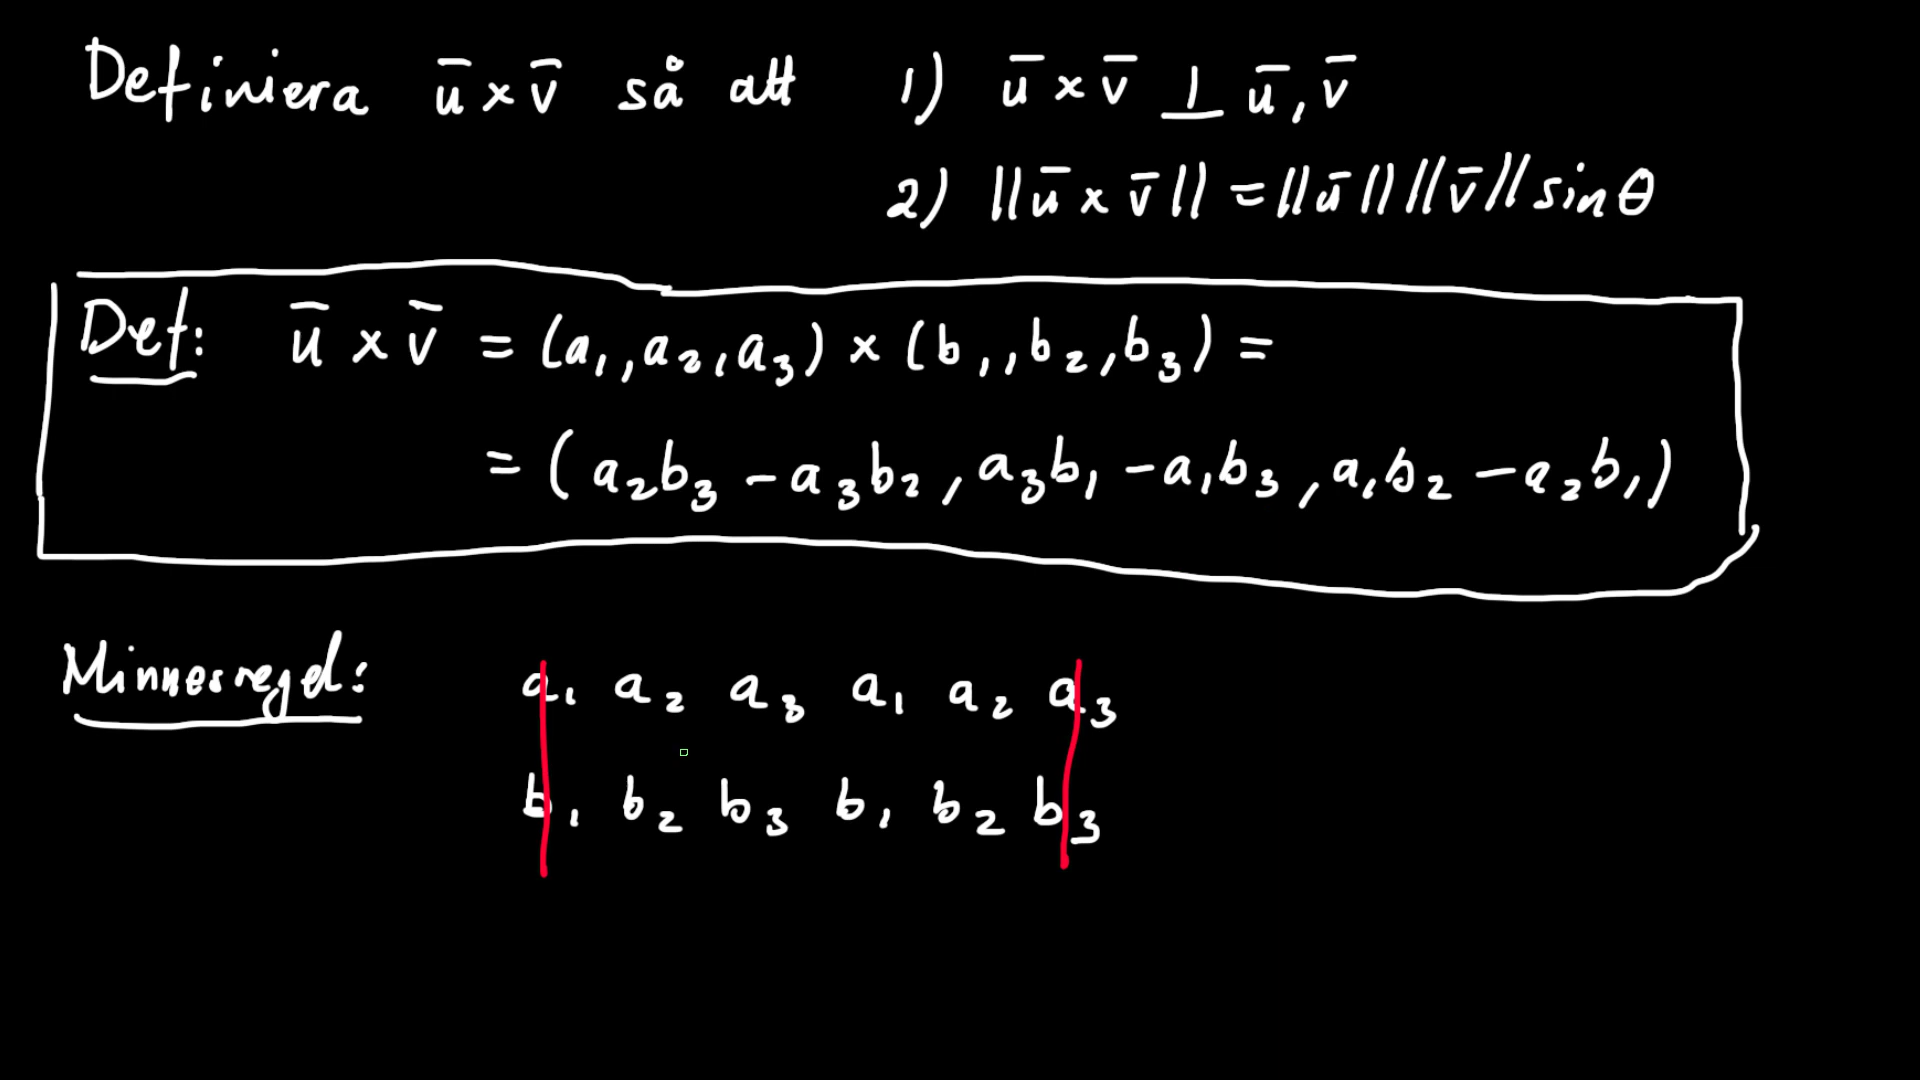 Definiera ū × v̄ så att 1) ū × v̄ ⊥ ū, v̄
2) ||ū × v̄|| = ||ū|| ||v̄|| sin θ
Def: ū × v̄ = (a₁, a₂, a₃) × (b₁, b₂, b₃) =
= (a₂b₃ − a₃b₂, a₃b₁ − a₁b₃, a₁b₂ − a₂b₁)
Minnesregel: a₁ a₂ a₃ a₁ a₂ a₃
b₁ b₂ b₃ b₁ b₂ b₃